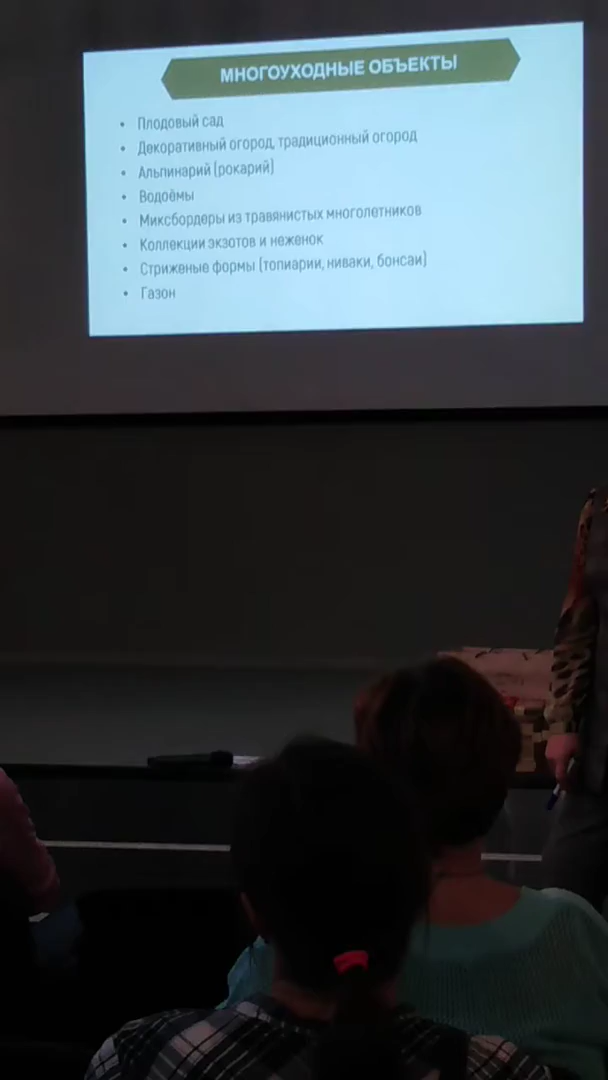 МНОГОУХОДНЫЕ ОБЪЕКТЫ
• Плодовый сад
• Декоративный огород, традиционный огород
• Альпинарий (рокарий)
• Водоёмы
• Миксбордеры из травянистых многолетников
• Коллекции экзотов и неженок
• Стриженые формы (топиарии, ниваки, бонсаи)
• Газон